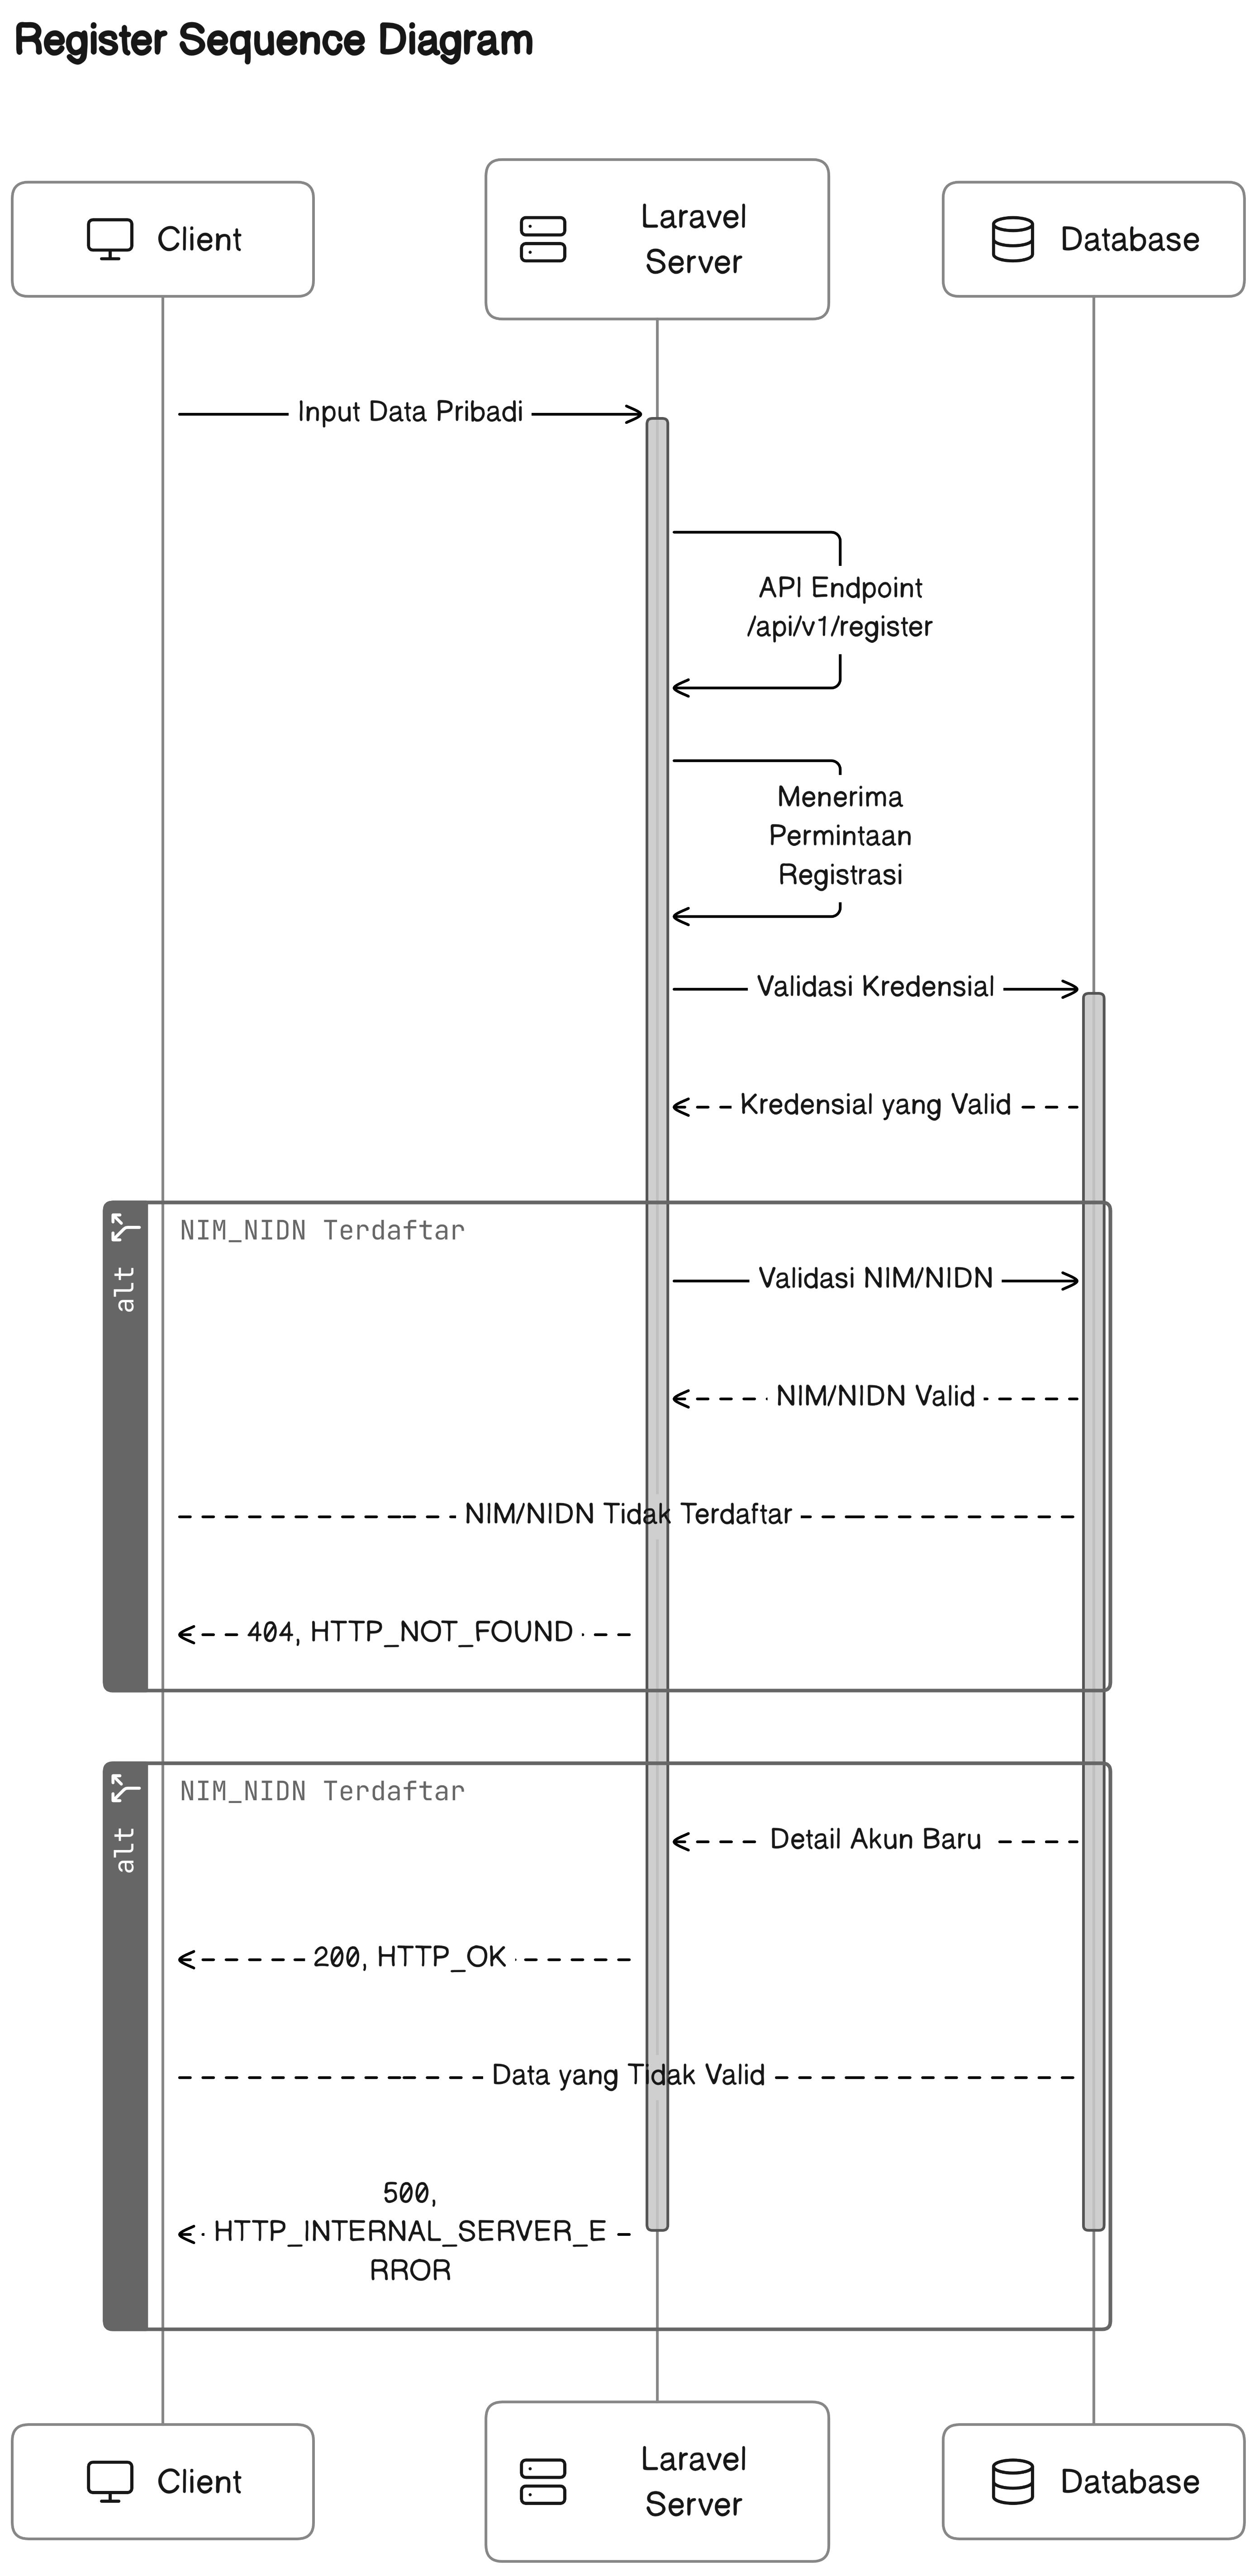 Register Sequence Diagram
Client
Laravel
Server
Database
Input Data Pribadi
API Endpoint
/api/v1/register
Menerima
Permintaan
Registrasi
Validasi Kredensial
Kredensial yang Valid
alt
NIM_NIDN Terdaftar
Validasi NIM/NIDN
NIM/NIDN Valid
NIM/NIDN Tidak Terdaftar
404, HTTP_NOT_FOUND
alt
NIM_NIDN Terdaftar
Detail Akun Baru
200, HTTP_OK
Data yang Tidak Valid
500,
HTTP_INTERNAL_SERVER_E
RROR
Client
Laravel
Server
Database